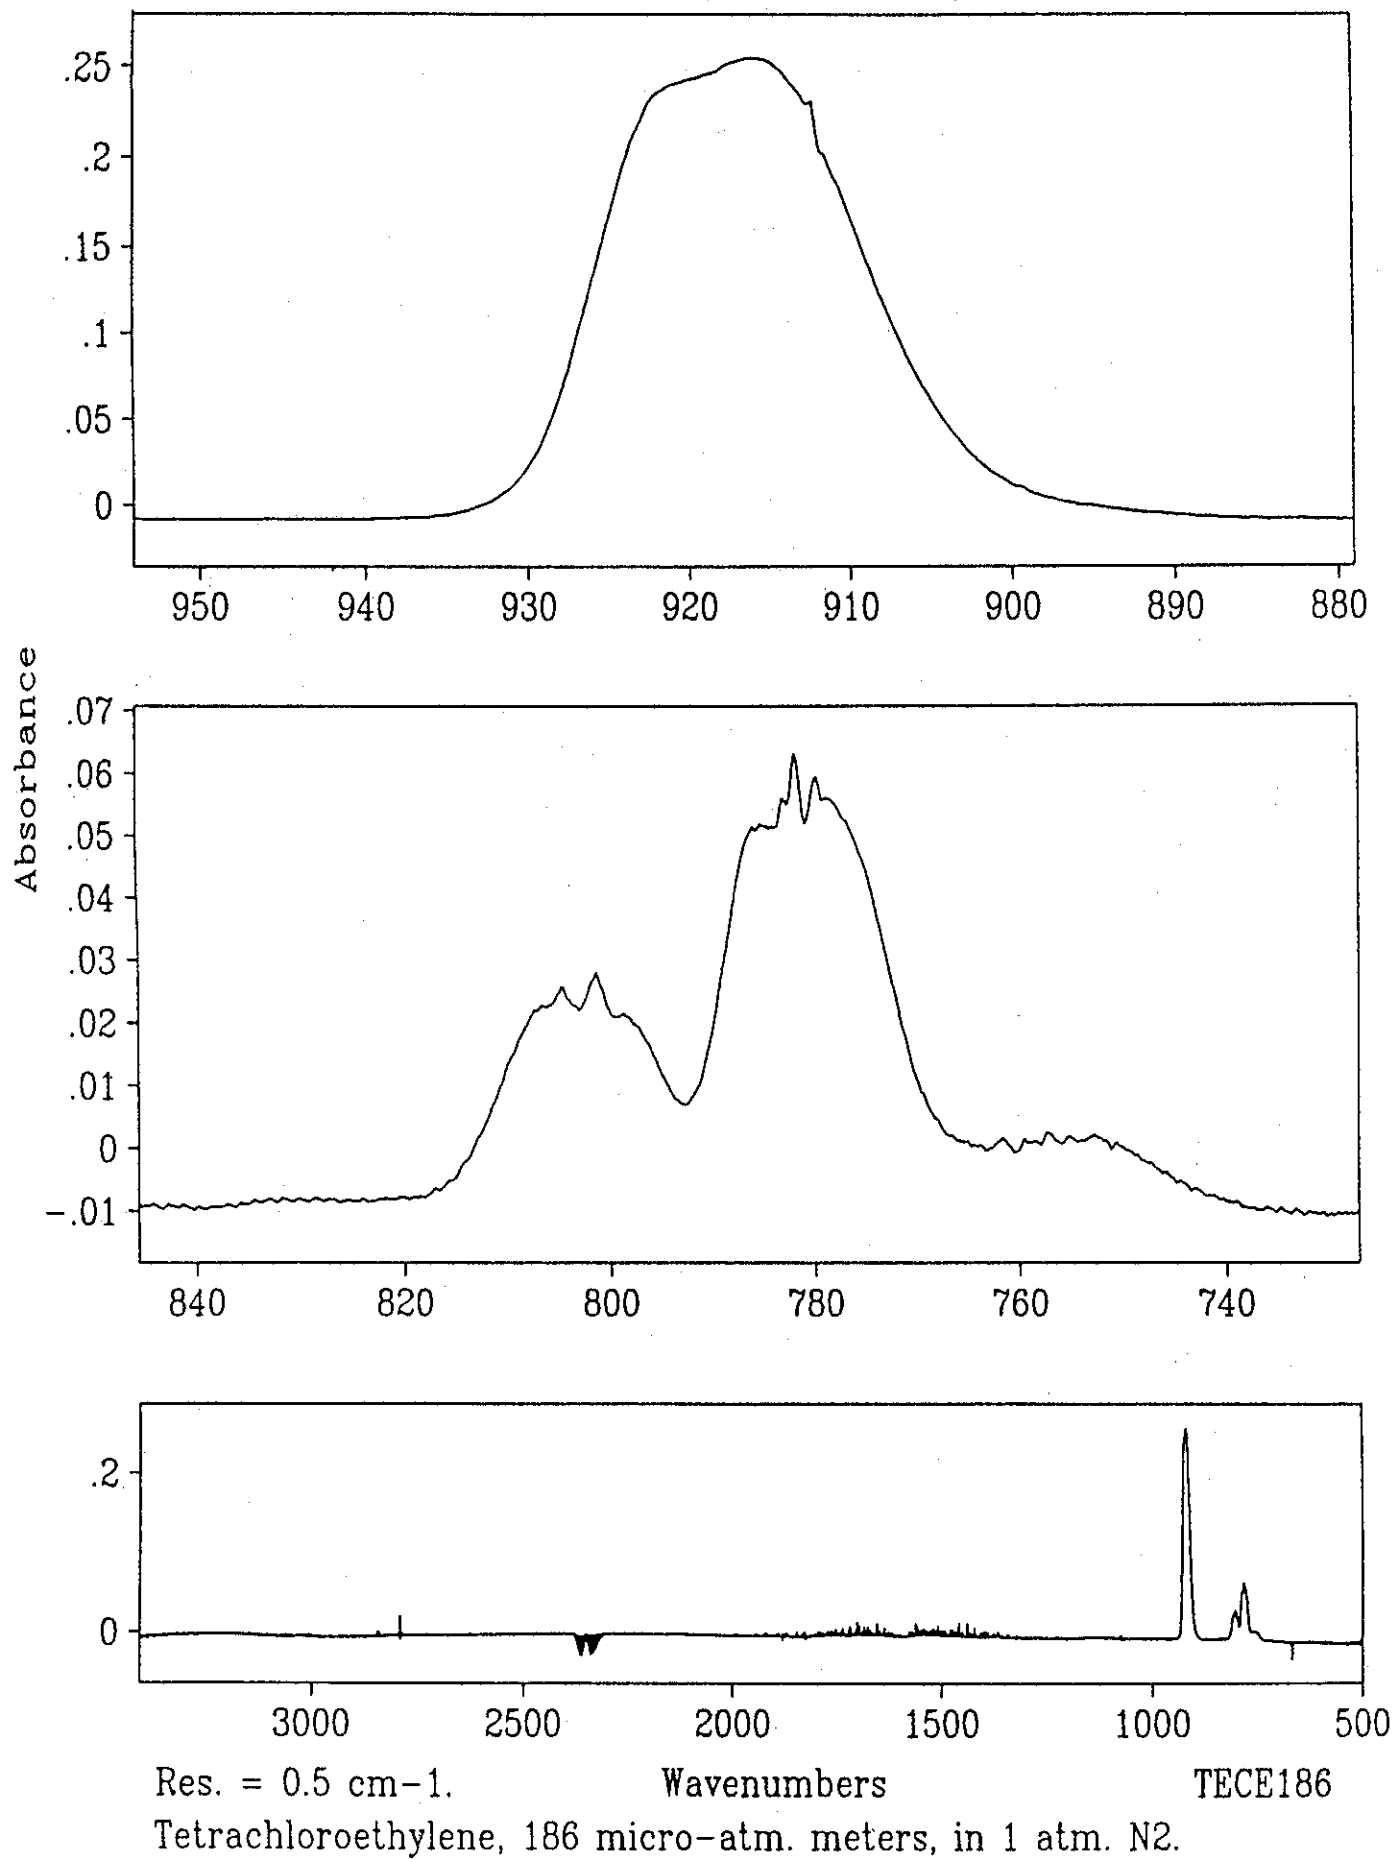 .25
.2
.15
.1
.05
0
950 940 930 920 910 900 890 880
Absorbance
.07
.06
.05
.04
.03
.02
.01
0
-.01
840 820 800 780 760 740
.2
0
3000 2500 2000 1500 1000 500
Res. = 0.5 cm-1. Wavenumbers TECE186
Tetrachloroethylene, 186 micro-atm. meters, in 1 atm. N2.